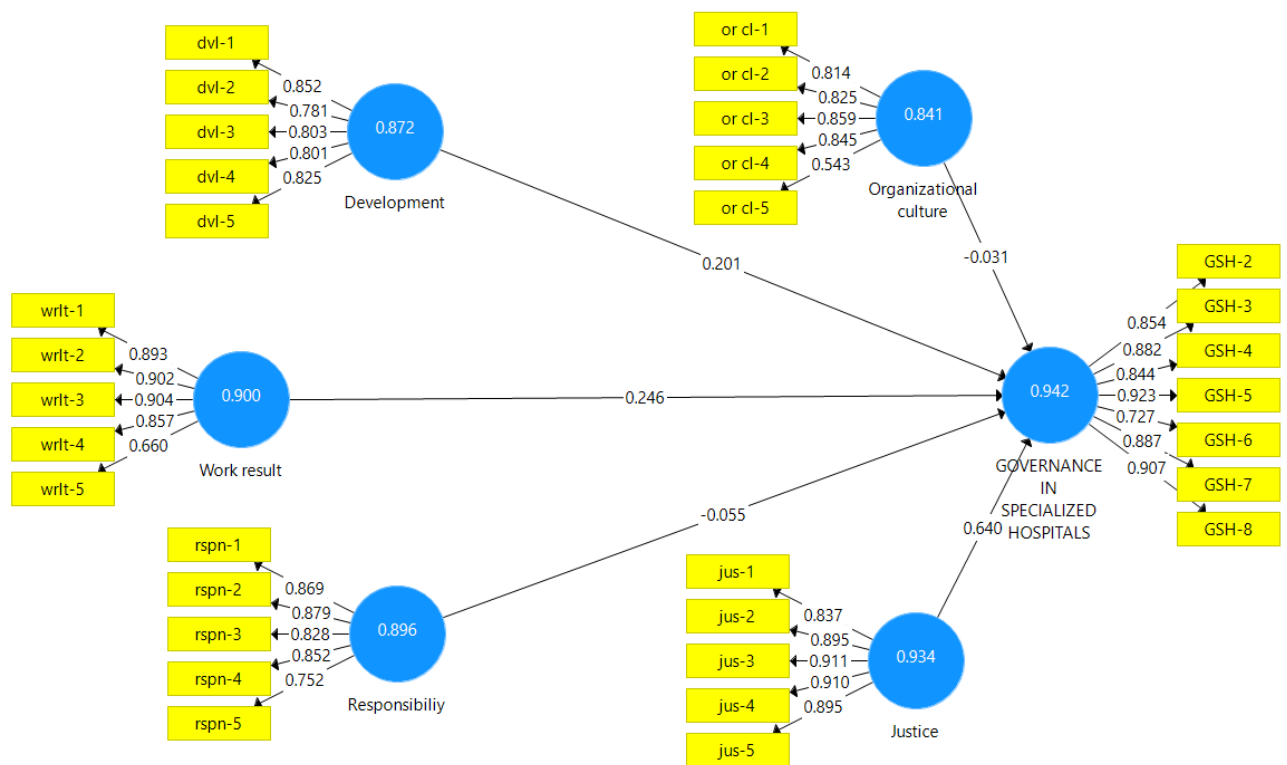 dvl-1
dvl-2
dvl-3
dvl-4
dvl-5
0.852
0.781
0.803
0.801
0.825
0.872
Development
or cl-1
or cl-2
or cl-3
or cl-4
or cl-5
0.814
0.825
0.859
0.845
0.543
0.841
Organizational
culture
0.201
-0.031
wrlt-1
wrlt-2
wrlt-3
wrlt-4
wrlt-5
0.893
0.902
0.904
0.857
0.660
0.900
Work result
0.246
GSH-2
GSH-3
GSH-4
GSH-5
GSH-6
GSH-7
GSH-8
0.854
0.882
0.844
0.923
0.727
0.887
0.907
0.942
GOVERNANCE
IN
SPECIALIZED
HOSPITALS
rspn-1
rspn-2
rspn-3
rspn-4
rspn-5
0.869
0.879
0.828
0.852
0.752
0.896
Responsibiliy
-0.055
0.640
jus-1
jus-2
jus-3
jus-4
jus-5
0.837
0.895
0.911
0.910
0.895
0.934
Justice